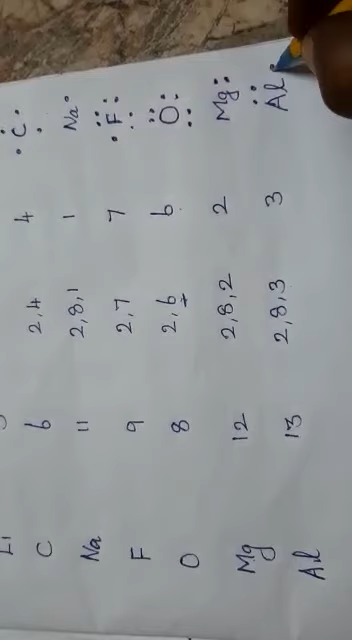 C 6 2,4 4 C
Na 11 2,8,1 1 Na
F 9 2,7 7 F
O 8 2,6 6 O
Mg 12 2,8,2 2 Mg
Al 13 2,8,3 3 Al